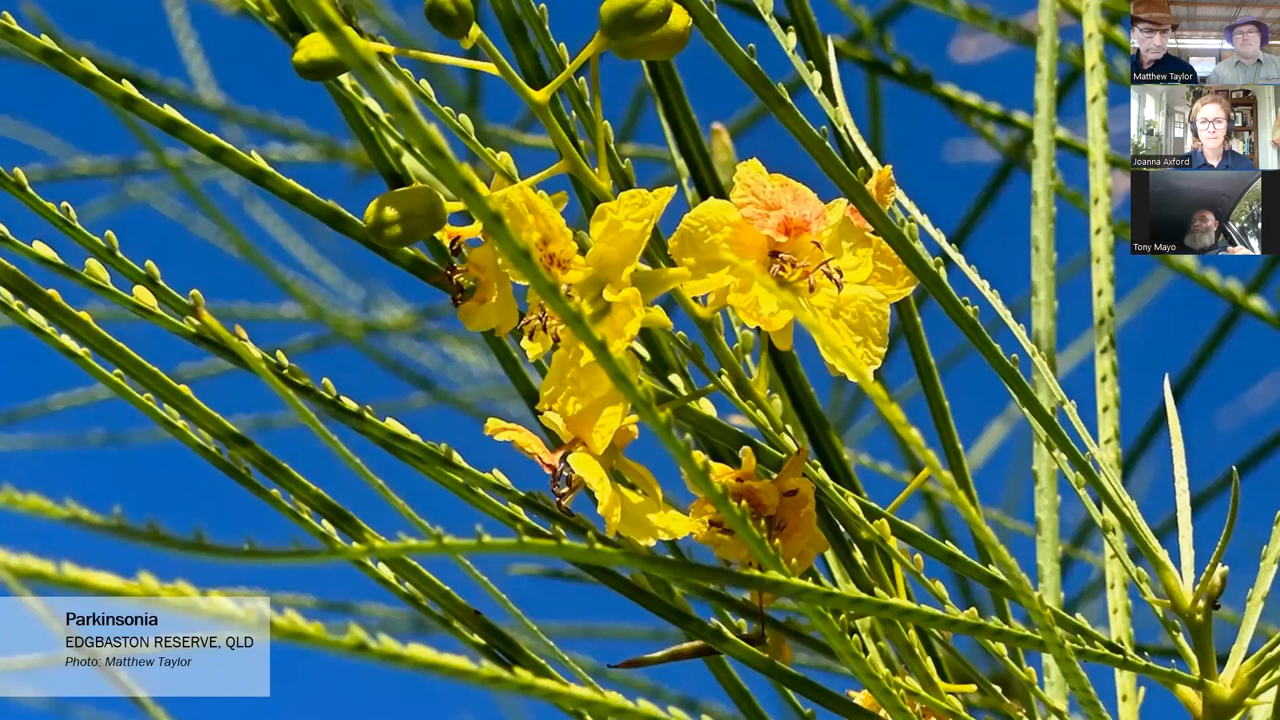 Matthew Taylor
Joanna Axford
Tony Mayo
Parkinsonia
EDGBASTON RESERVE, QLD
Photo: Matthew Taylor